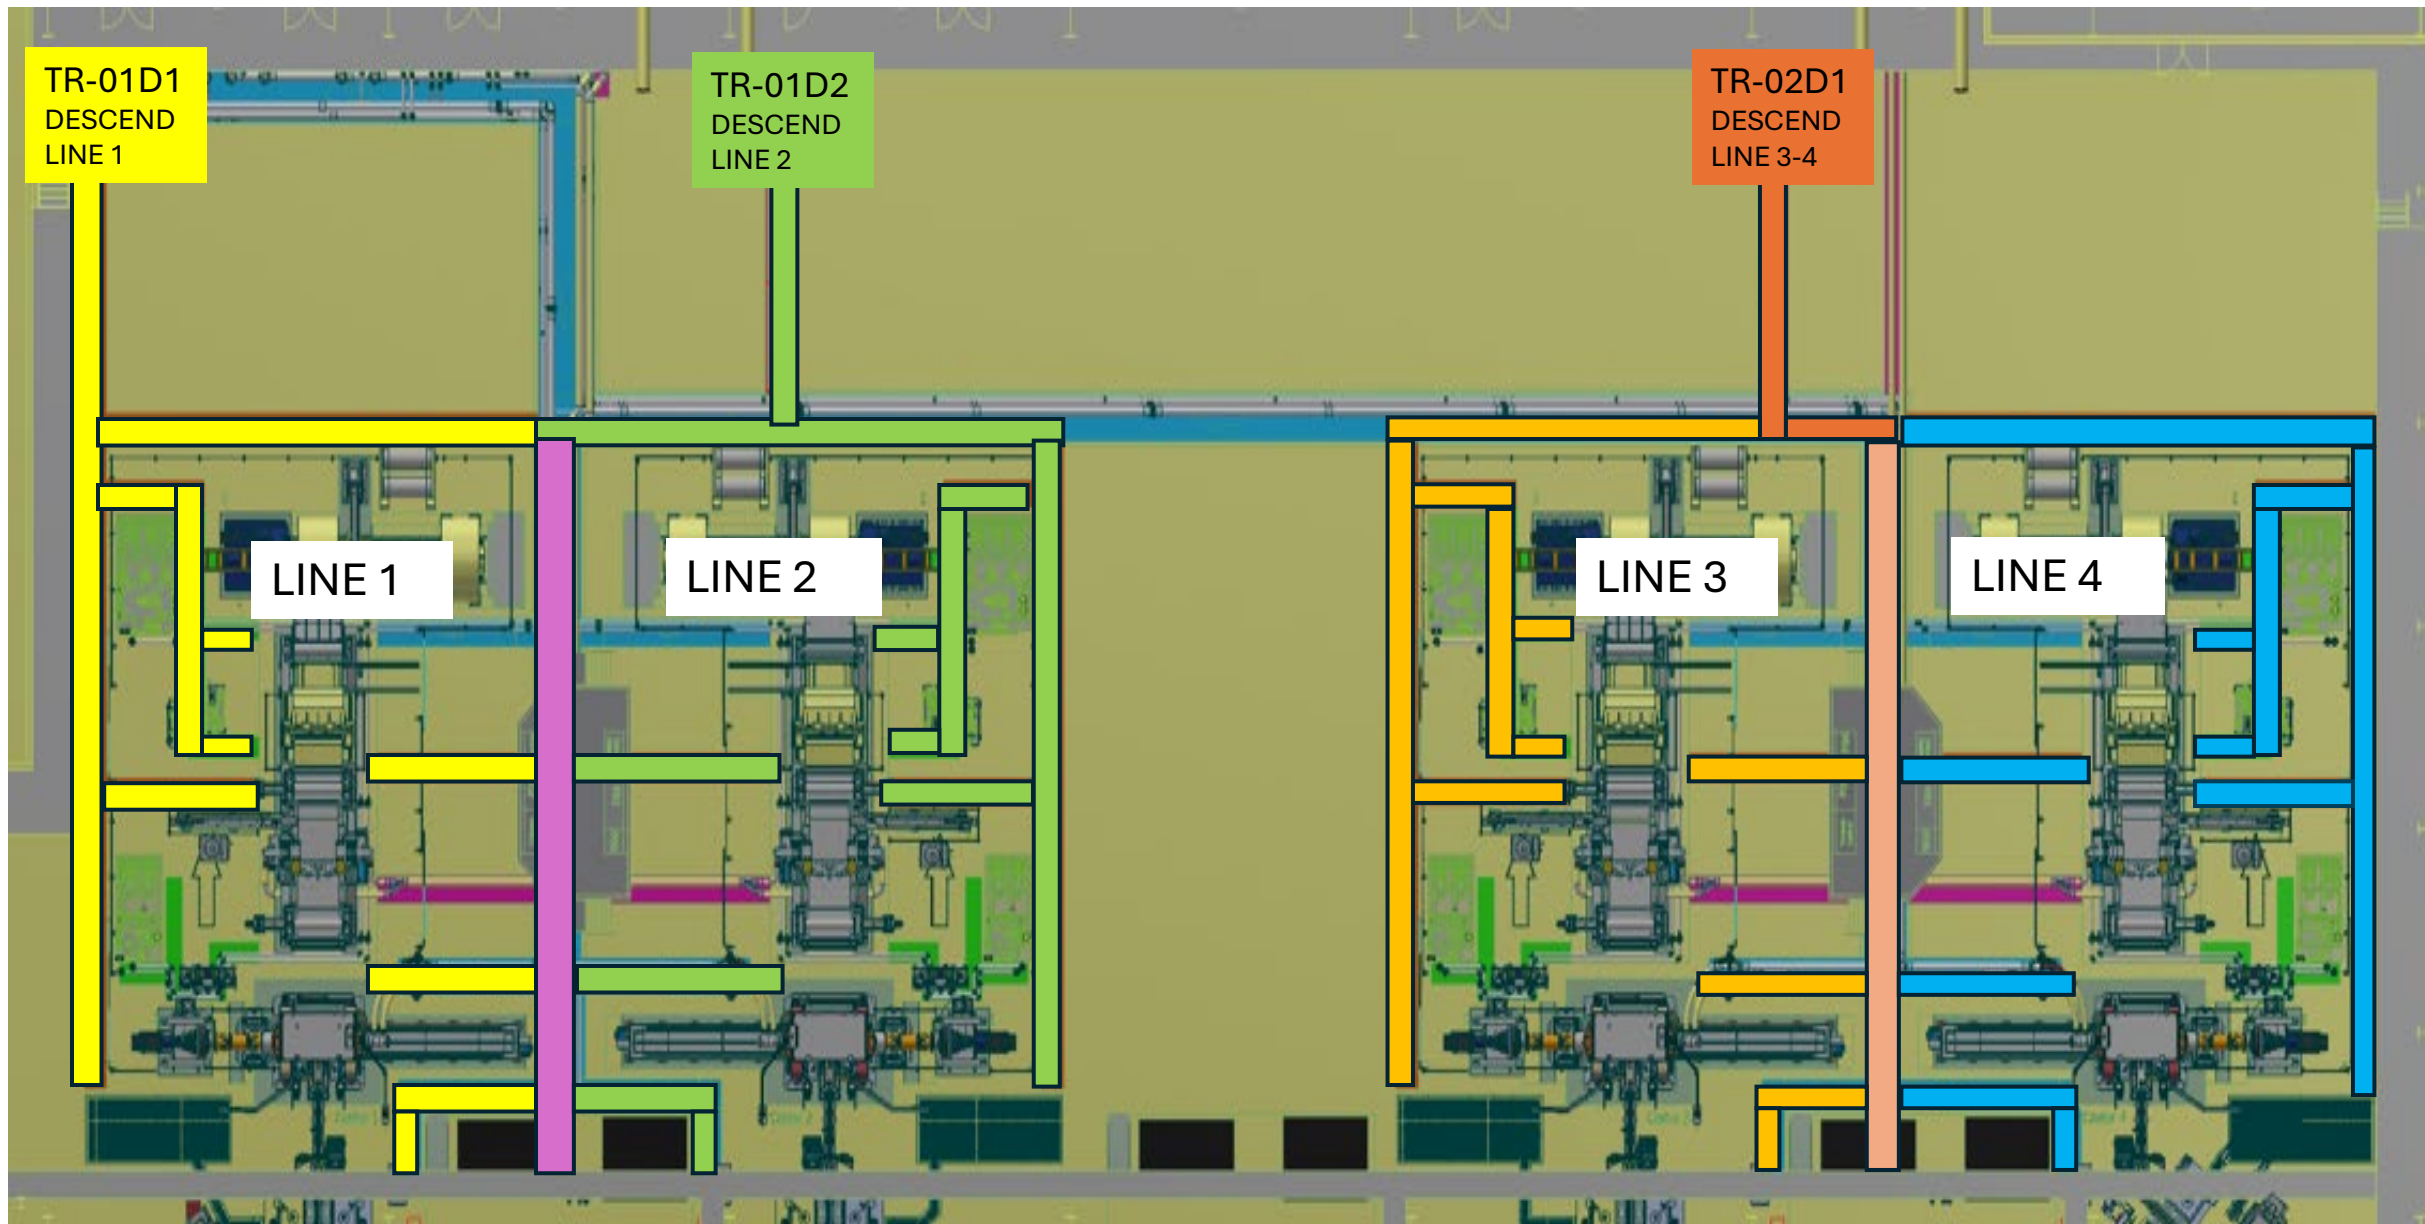 TR-01D1
DESCEND
LINE 1
TR-01D2
DESCEND
LINE 2
TR-02D1
DESCEND
LINE 3-4
LINE 1
LINE 2
LINE 3
LINE 4